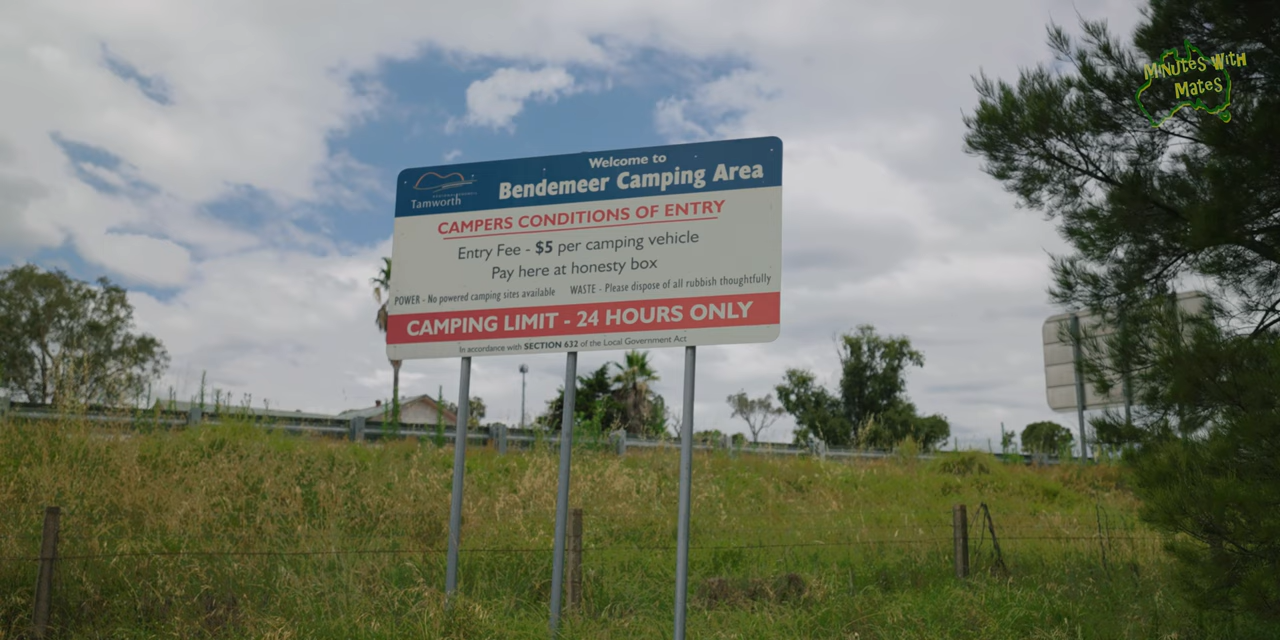 MINUTES WITH
MATES
Welcome to
Bendemeer Camping Area
Tamworth
CAMPERS CONDITIONS OF ENTRY
Entry Fee - $5 per camping vehicle
Pay here at honesty box
POWER - No powered camping sites available WASTE - Please dispose of all rubbish thoughtfully
CAMPING LIMIT - 24 HOURS ONLY
In accordance with SECTION 632 of the Local Government Act